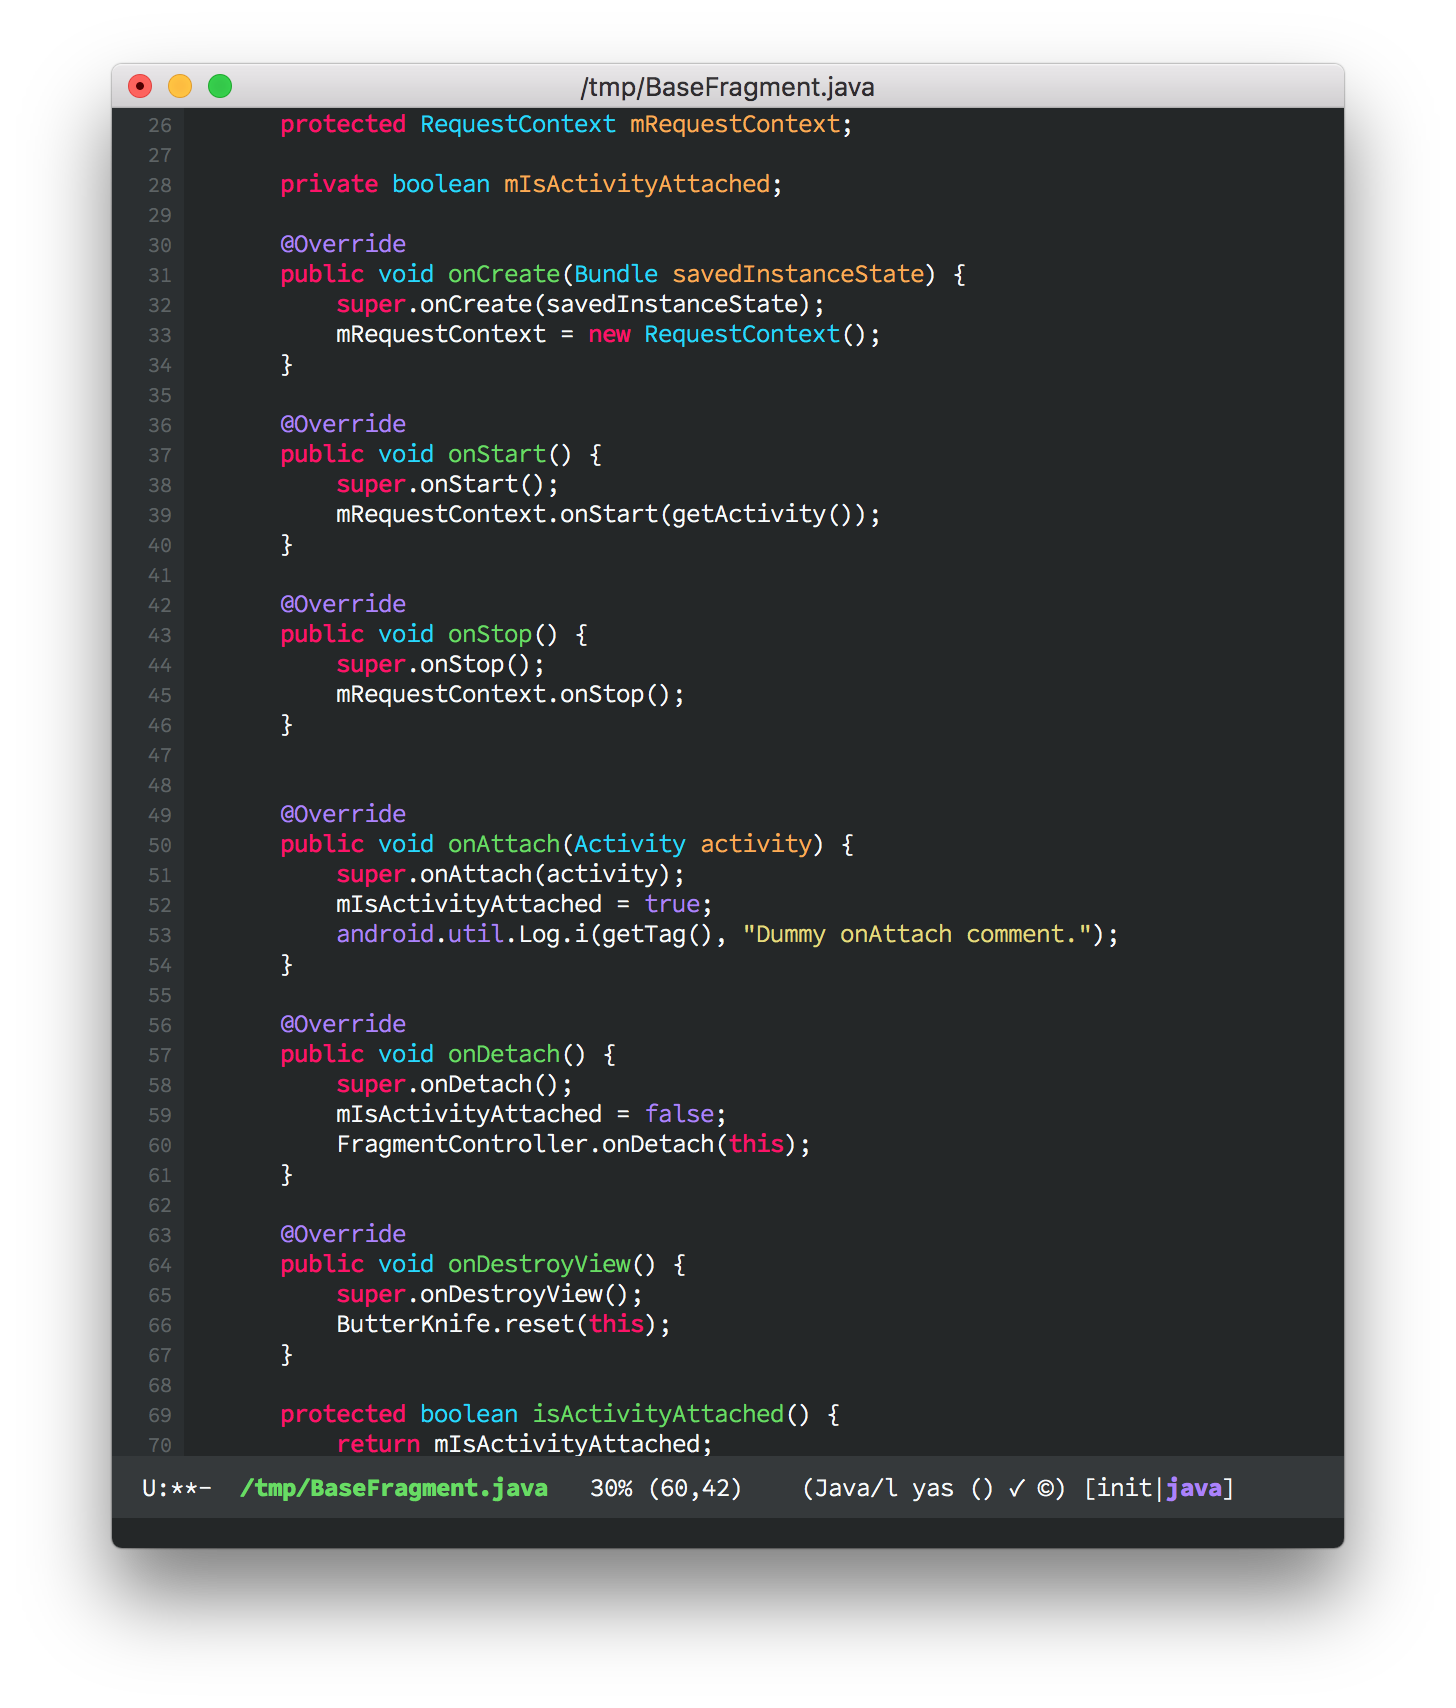 /tmp/BaseFragment.java
26 protected RequestContext mRequestContext;
27
28 private boolean mIsActivityAttached;
29
30 @Override
31 public void onCreate(Bundle savedInstanceState) {
32 super.onCreate(savedInstanceState);
33 mRequestContext = new RequestContext();
34 }
35
36 @Override
37 public void onStart() {
38 super.onStart();
39 mRequestContext.onStart(getActivity());
40 }
41
42 @Override
43 public void onStop() {
44 super.onStop();
45 mRequestContext.onStop();
46 }
47
48
49 @Override
50 public void onAttach(Activity activity) {
51 super.onAttach(activity);
52 mIsActivityAttached = true;
53 android.util.Log.i(getTag(), "Dummy onAttach comment.");
54 }
55
56 @Override
57 public void onDetach() {
58 super.onDetach();
59 mIsActivityAttached = false;
60 FragmentController.onDetach(this);
61 }
62
63 @Override
64 public void onDestroyView() {
65 super.onDestroyView();
66 ButterKnife.reset(this);
67 }
68
69 protected boolean isActivityAttached() {
70 return mIsActivityAttached;
U:**- /tmp/BaseFragment.java 30% (60,42) (Java/l yas () ✓ ©) [init|java]